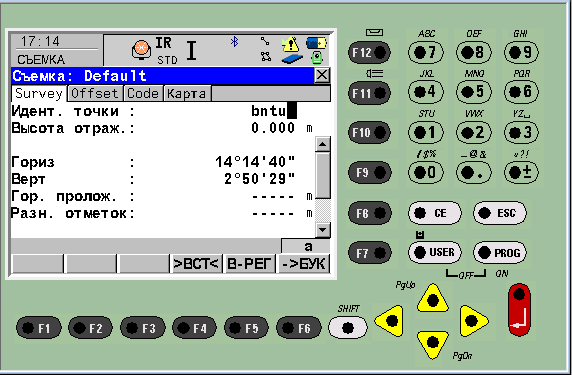 17:14 IR
СЪЕМКА STD I
Съемка: Default
Survey Offset Code Карта
Идент. точки : bntu
Высота отраж.: 0.000 m
Гориз : 14°14'40"
Верт : 2°50'29"
Гор. пролож. : ----- m
Разн. отметок: ----- m
a
>ВСТ< В-РЕГ ->БУК
ABC DEF GHI
F12 7 8 9
JKL MNO PQR
F11 4 5 6
STU VWX YZ
F10 1 2 3
/$% _@& *?!
F9 0 . ±
F8 CE ESC
F7 USER PROG
OFF ON
PgUp
SHIFT
F1 F2 F3 F4 F5 F6
PgDn